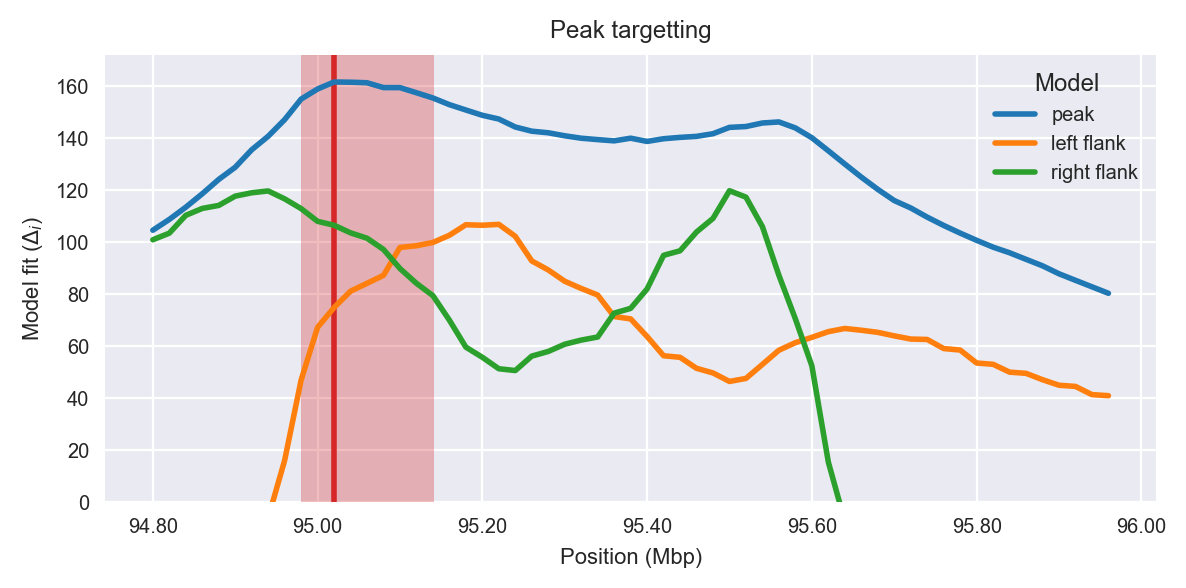 Peak targetting
Model fit (Δi)
160
140
120
100
80
60
40
20
0
Model
peak
left flank
right flank
94.80 95.00 95.20 95.40 95.60 95.80 96.00
Position (Mbp)